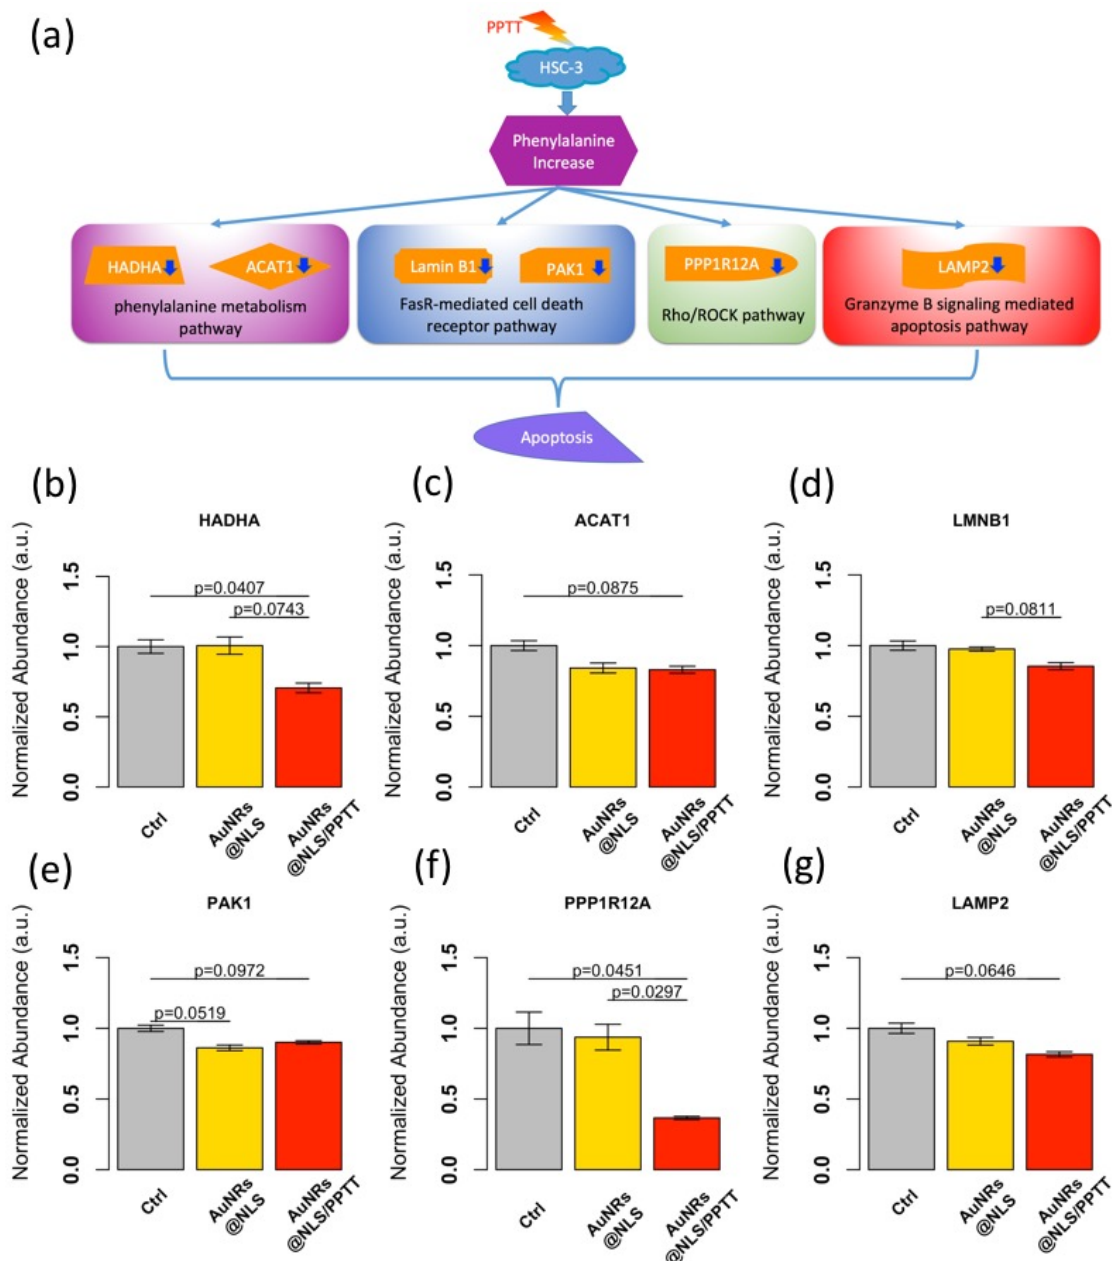 (a)
PPTT
HSC-3
Phenylalanine
Increase
HADHA
ACAT1
phenylalanine metabolism
pathway
Lamin B1
PAK1
FasR-mediated cell death
receptor pathway
PPP1R12A
Rho/ROCK pathway
LAMP2
Granzyme B signaling mediated
apoptosis pathway
Apoptosis
(b)
HADHA
Normalized Abundance (a.u.)
1.5
1.0
0.5
0.0
p=0.0407
p=0.0743
Ctrl
AuNRs
@NLS
AuNRs
@NLS/PPTT
(c)
ACAT1
Normalized Abundance (a.u.)
1.5
1.0
0.5
0.0
p=0.0875
Ctrl
AuNRs
@NLS
AuNRs
@NLS/PPTT
(d)
LMNB1
Normalized Abundance (a.u.)
1.5
1.0
0.5
0.0
p=0.0811
Ctrl
AuNRs
@NLS
AuNRs
@NLS/PPTT
(e)
PAK1
Normalized Abundance (a.u.)
1.5
1.0
0.5
0.0
p=0.0972
p=0.0519
Ctrl
AuNRs
@NLS
AuNRs
@NLS/PPTT
(f)
PPP1R12A
Normalized Abundance (a.u.)
1.5
1.0
0.5
0.0
p=0.0451
p=0.0297
Ctrl
AuNRs
@NLS
AuNRs
@NLS/PPTT
(g)
LAMP2
Normalized Abundance (a.u.)
1.5
1.0
0.5
0.0
p=0.0646
Ctrl
AuNRs
@NLS
AuNRs
@NLS/PPTT